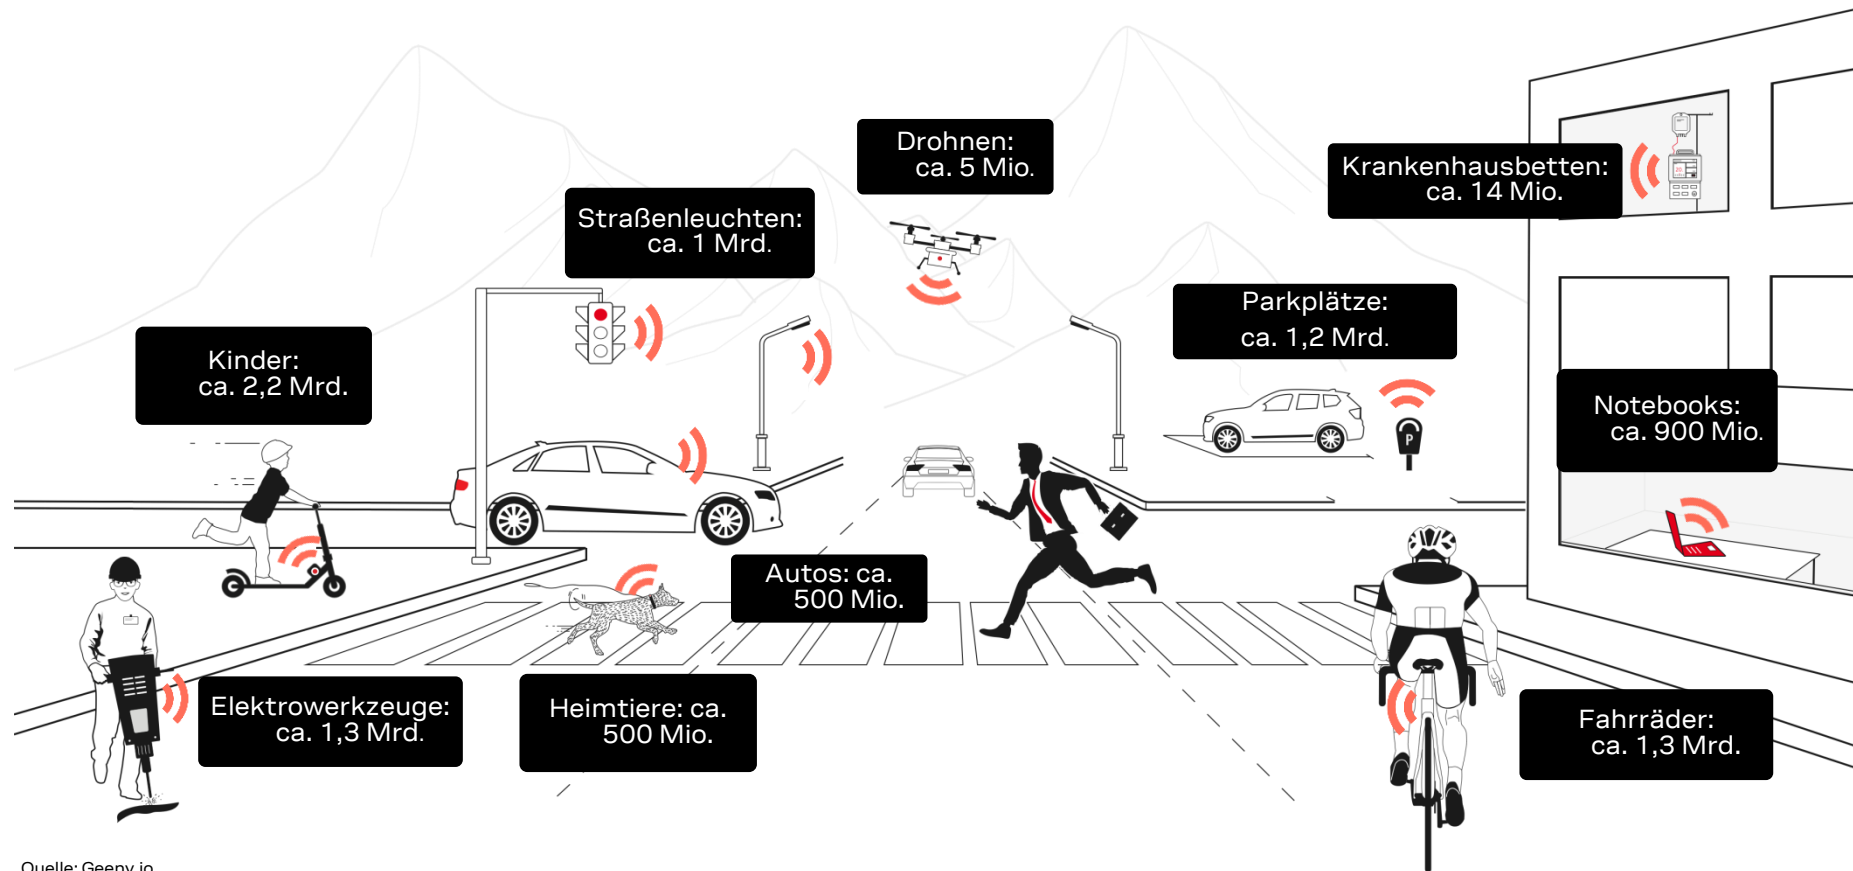 Drohnen:
ca. 5 Mio.
Krankenhausbetten:
ca. 14 Mio.
Straßenleuchten:
ca. 1 Mrd.
Parkplätze:
ca. 1,2 Mrd.
Kinder:
ca. 2,2 Mrd.
Notebooks:
ca. 900 Mio.
P
Autos: ca.
500 Mio.
Elektrowerkzeuge:
ca. 1,3 Mrd.
Heimtiere: ca.
500 Mio.
Fahrräder:
ca. 1,3 Mrd.
Quelle: Geeny.io